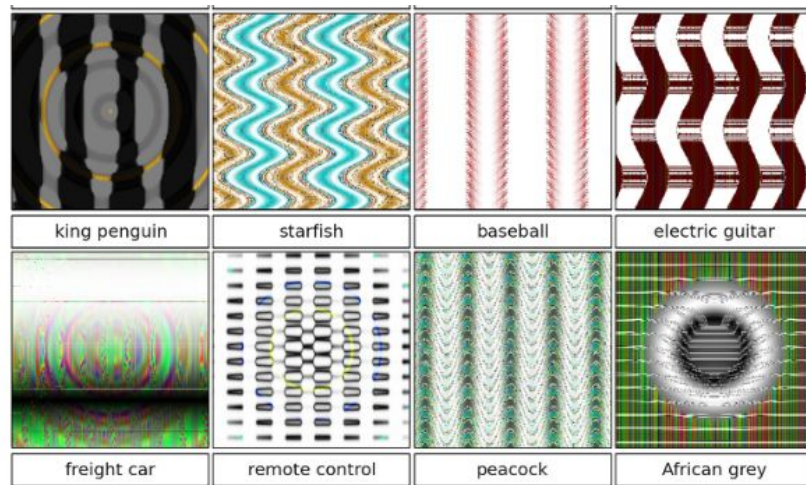 king penguin
starfish
baseball
electric guitar
freight car
remote control
peacock
African grey